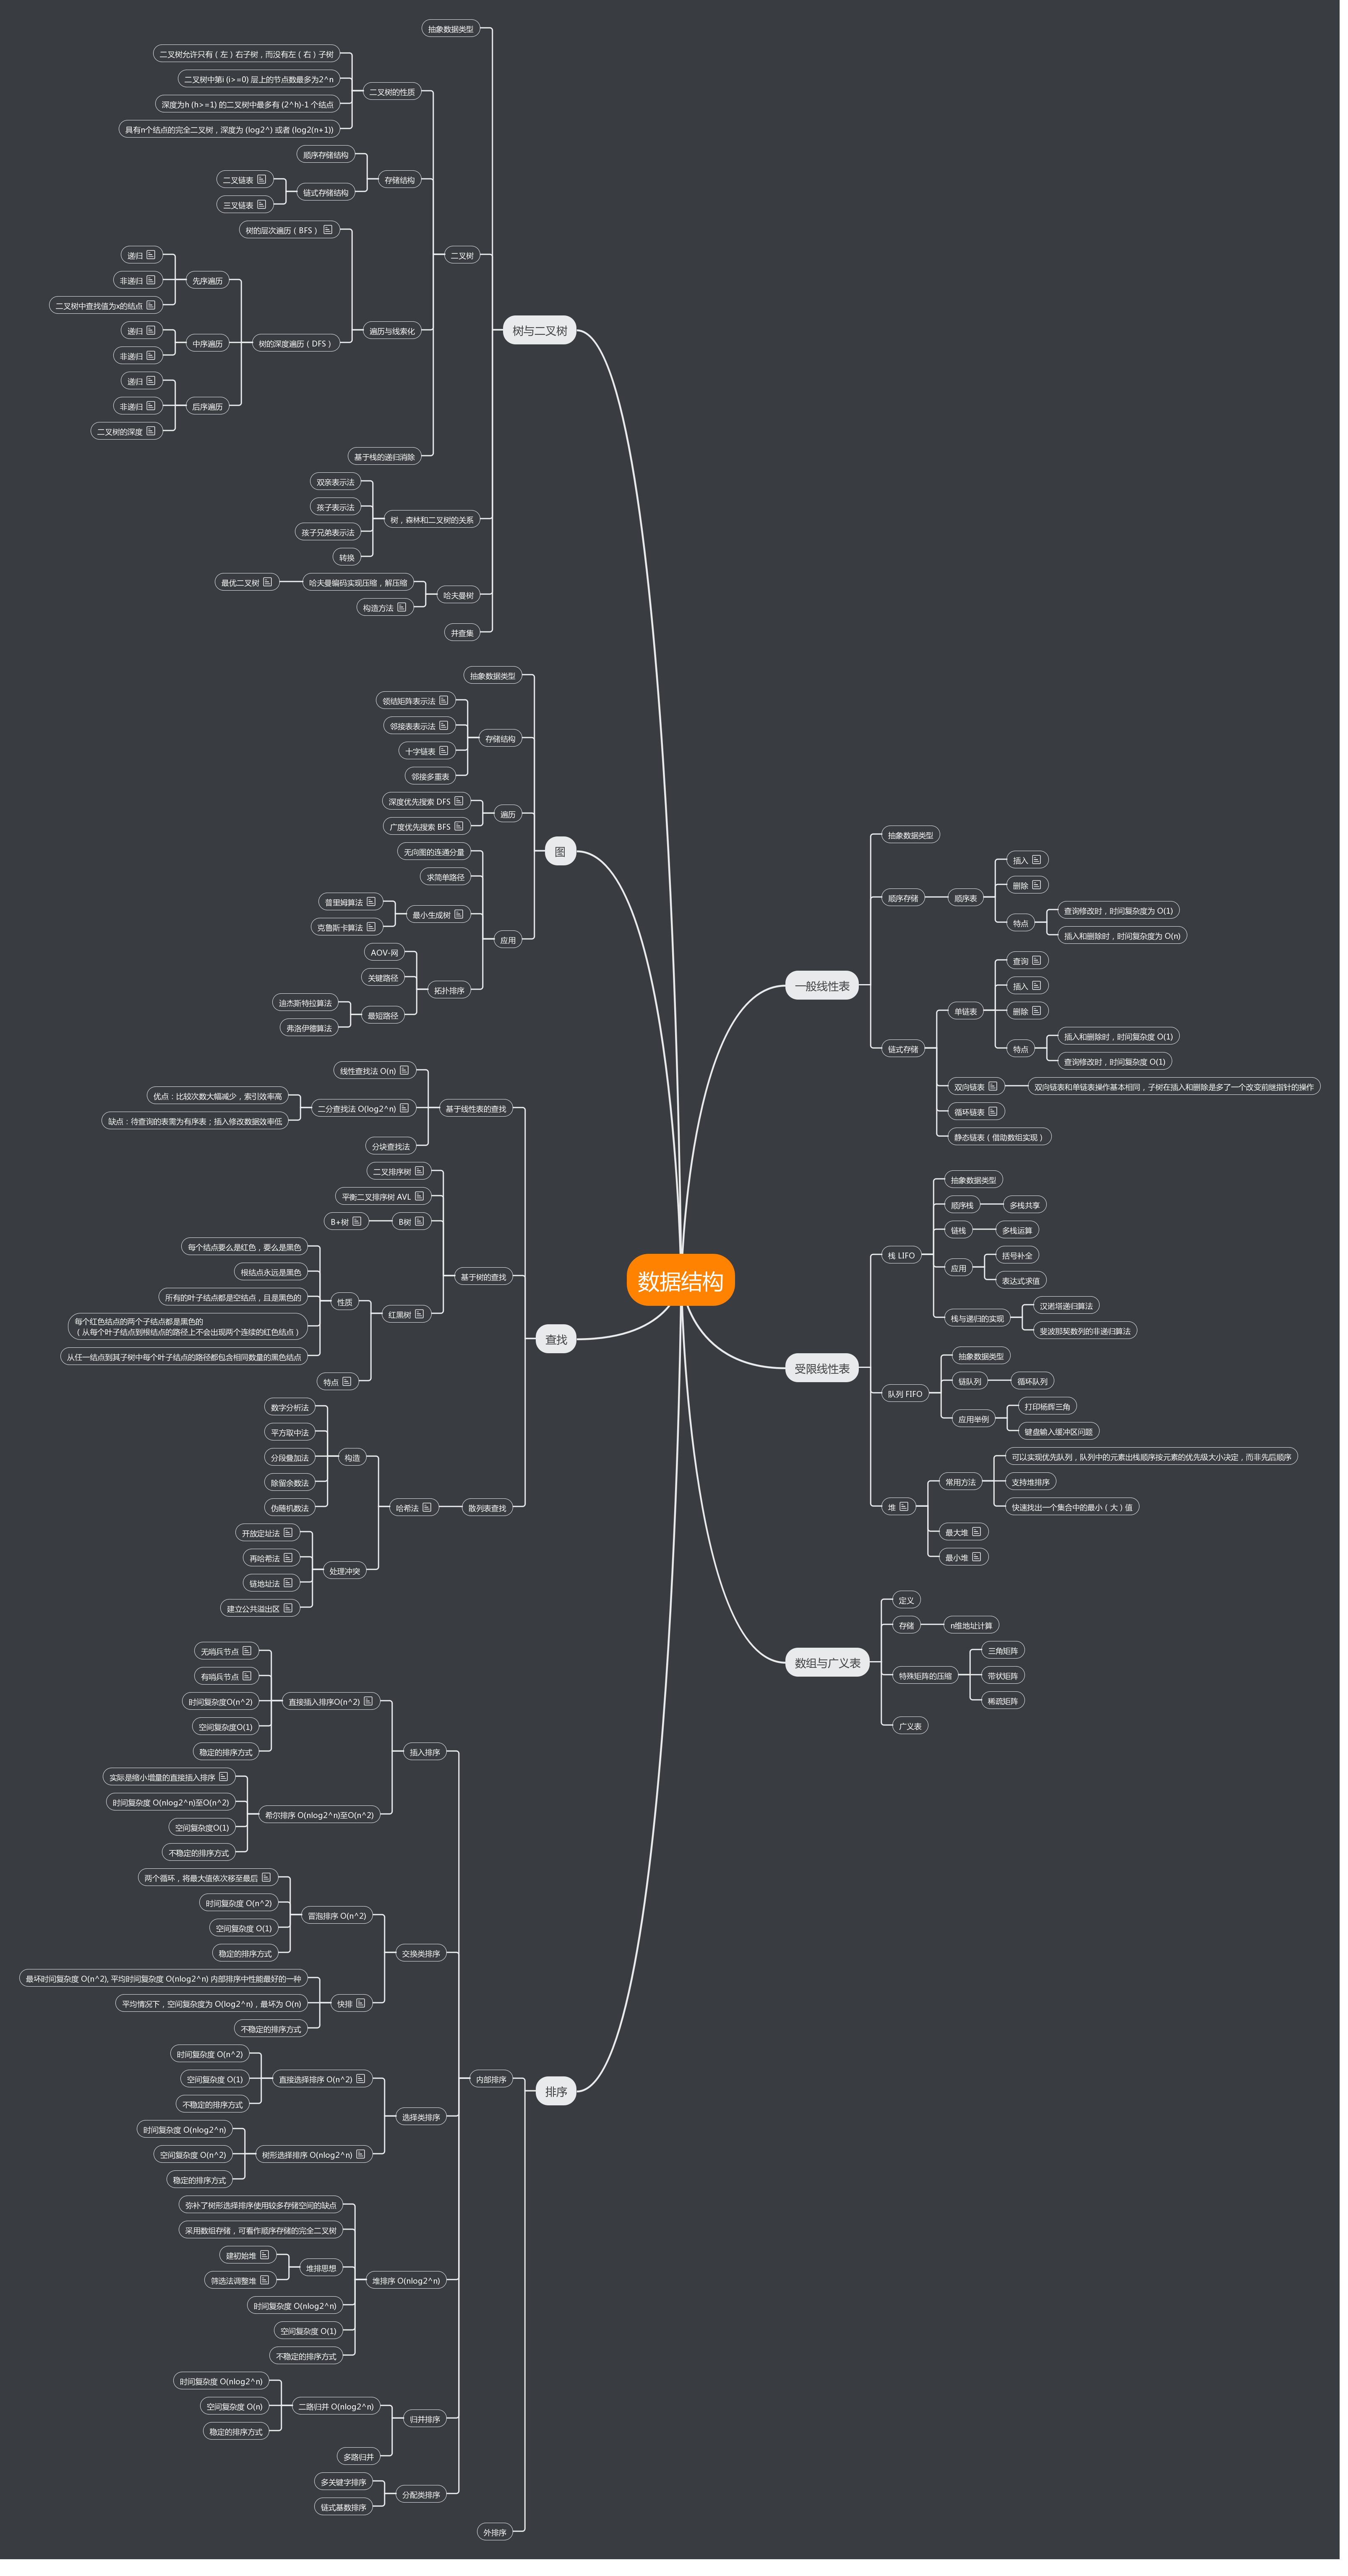 数据结构
树与二叉树
抽象数据类型
二叉树
二叉树的性质
二叉树允许只有（左）右子树，而没有左（右）子树
二叉树中第i (i>=0) 层上的节点数最多为2^n
深度为h (h>=1) 的二叉树中最多有 (2^h)-1 个结点
具有n个结点的完全二叉树，深度为 (log2^) 或者 (log2(n+1))
存储结构
顺序存储结构
链式存储结构
二叉链表
三叉链表
遍历与线索化
树的层次遍历（BFS）
树的深度遍历（DFS）
先序遍历
递归
非递归
二叉树中查找值为x的结点
中序遍历
递归
非递归
后序遍历
递归
非递归
二叉树的深度
基于栈的递归消除
树，森林和二叉树的关系
双亲表示法
孩子表示法
孩子兄弟表示法
转换
哈夫曼树
哈夫曼编码实现压缩，解压缩
最优二叉树
构造方法
并查集
图
抽象数据类型
存储结构
领结矩阵表示法
邻接表表示法
十字链表
邻接多重表
遍历
深度优先搜索 DFS
广度优先搜索 BFS
应用
无向图的连通分量
求简单路径
最小生成树
普里姆算法
克鲁斯卡算法
拓扑排序
AOV-网
关键路径
最短路径
迪杰斯特拉算法
弗洛伊德算法
查找
基于线性表的查找
线性查找法 O(n)
二分查找法 O(log2^n)
优点：比较次数大幅减少，索引效率高
缺点：待查询的表需为有序表；插入修改数据效率低
分块查找法
基于树的查找
二叉排序树
平衡二叉排序树 AVL
B树
B+树
红黑树
性质
每个结点要么是红色，要么是黑色
根结点永远是黑色
所有的叶子结点都是空结点，且是黑色的
每个红色结点的两个子结点都是黑色的
（从每个叶子结点到根结点的路径上不会出现两个连续的红色结点）
从任一结点到其子树中每个叶子结点的路径都包含相同数量的黑色结点
特点
散列表查找
哈希法
构造
数字分析法
平方取中法
分段叠加法
除留余数法
伪随机数法
处理冲突
开放定址法
再哈希法
链地址法
建立公共溢出区
排序
内部排序
插入排序
直接插入排序O(n^2)
无哨兵节点
有哨兵节点
时间复杂度O(n^2)
空间复杂度O(1)
稳定的排序方式
希尔排序 O(nlog2^n)至O(n^2)
实际是缩小增量的直接插入排序
时间复杂度 O(nlog2^n)至O(n^2)
空间复杂度O(1)
不稳定的排序方式
交换类排序
冒泡排序 O(n^2)
两个循环，将最大值依次移至最后
时间复杂度 O(n^2)
空间复杂度 O(1)
稳定的排序方式
快排
最坏时间复杂度 O(n^2), 平均时间复杂度 O(nlog2^n) 内部排序中性能最好的一种
平均情况下，空间复杂度为 O(log2^n)，最坏为 O(n)
不稳定的排序方式
选择类排序
直接选择排序 O(n^2)
时间复杂度 O(n^2)
空间复杂度 O(1)
不稳定的排序方式
树形选择排序 O(nlog2^n)
时间复杂度 O(nlog2^n)
空间复杂度 O(n^2)
稳定的排序方式
堆排序 O(nlog2^n)
弥补了树形选择排序使用较多存储空间的缺点
采用数组存储，可看作顺序存储的完全二叉树
堆排思想
建初始堆
筛选法调整堆
时间复杂度 O(nlog2^n)
空间复杂度 O(1)
不稳定的排序方式
归并排序
二路归并 O(nlog2^n)
时间复杂度 O(nlog2^n)
空间复杂度 O(n)
稳定的排序方式
多路归并
分配类排序
多关键字排序
链式基数排序
外排序
一般线性表
抽象数据类型
顺序存储
顺序表
插入
删除
特点
查询修改时，时间复杂度为 O(1)
插入和删除时，时间复杂度为 O(n)
链式存储
单链表
查询
插入
删除
特点
插入和删除时，时间复杂度 O(1)
查询修改时，时间复杂度 O(1)
双向链表
双向链表和单链表操作基本相同，子树在插入和删除是多了一个改变前继指针的操作
循环链表
静态链表（借助数组实现）
受限线性表
栈 LIFO
抽象数据类型
顺序栈
多栈共享
链栈
多栈运算
应用
括号补全
表达式求值
栈与递归的实现
汉诺塔递归算法
斐波那契数列的非递归算法
队列 FIFO
抽象数据类型
链队列
循环队列
应用举例
打印杨辉三角
键盘输入缓冲区问题
堆
常用方法
可以实现优先队列，队列中的元素出栈顺序按元素的优先级大小决定，而非先后顺序
支持堆排序
快速找出一个集合中的最小（大）值
最大堆
最小堆
数组与广义表
定义
存储
n维地址计算
特殊矩阵的压缩
三角矩阵
带状矩阵
稀疏矩阵
广义表